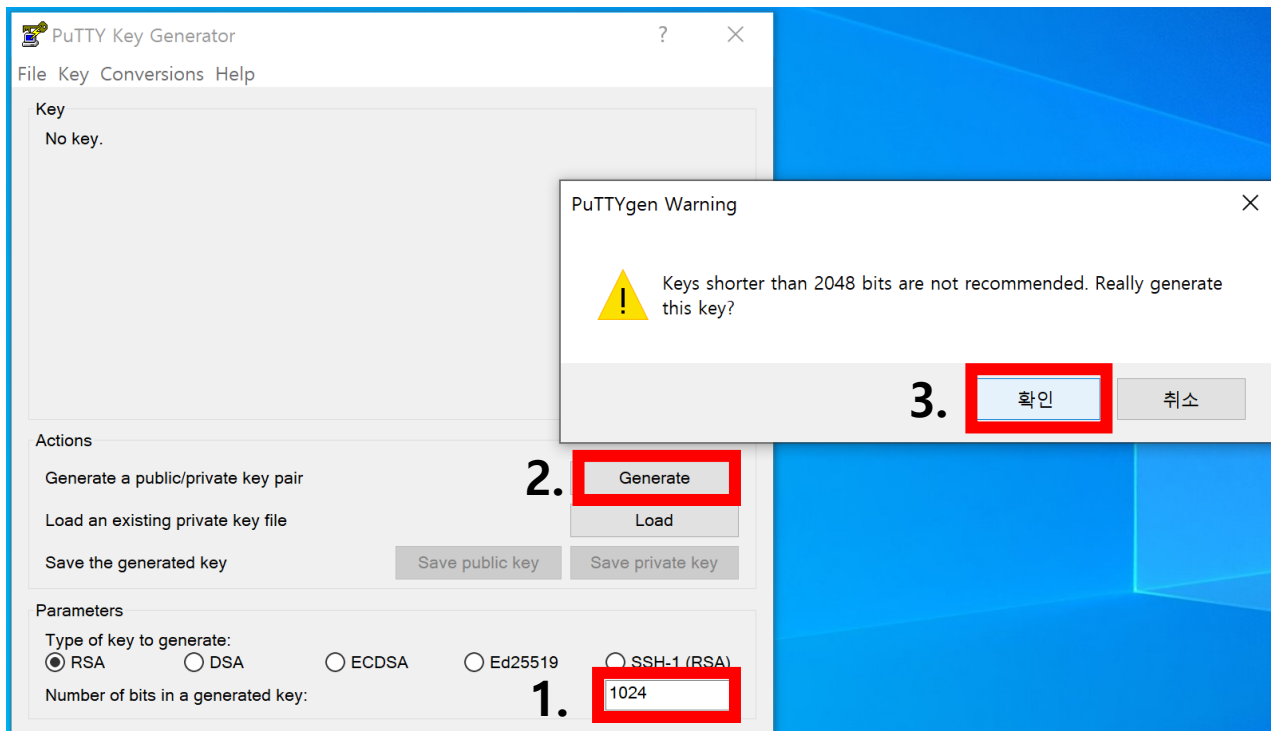 PuTTY Key Generator
?
File Key Conversions Help
Key
No key.
PuTTYgen Warning
Keys shorter than 2048 bits are not recommended. Really generate
this key?
3. 확인 취소
Actions
Generate a public/private key pair 2. Generate
Load an existing private key file Load
Save the generated key Save public key Save private key
Parameters
Type of key to generate:
RSA DSA ECDSA Ed25519 SSH-1 (RSA)
Number of bits in a generated key: 1. 1024